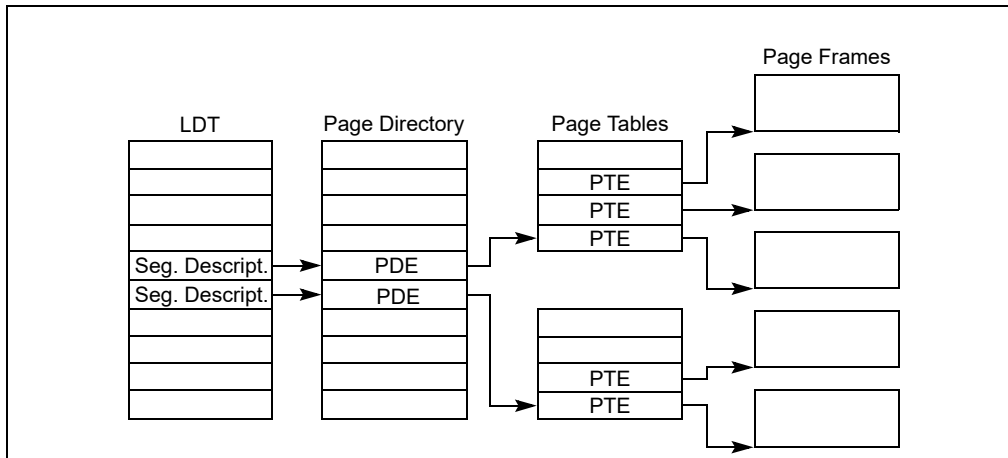 Page Frames
LDT
Page Directory
Page Tables
PTE
PTE
PTE
Seg. Descript.
PDE
Seg. Descript.
PDE
PTE
PTE